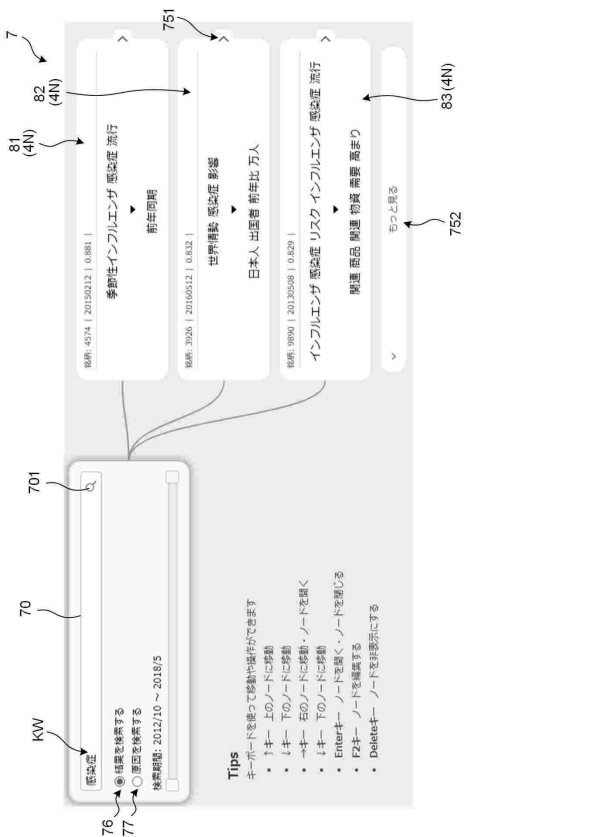 7
KW
感染症
70
701
76
77
結果を検索する
原因を検索する
検索期間: 2012/10 ～ 2018/5
81
(4N)
銘柄: 4574 | 20150212 | 0.881 |
季節性インフルエンザ 感染症 流行
▼
前年同期
82
(4N)
751
銘柄: 3926 | 20160512 | 0.832 |
世界情勢 感染症 影響
▼
日本人 出国者 前年比 万人
83(4N)
銘柄: 9890 | 20130508 | 0.829 |
インフルエンザ 感染症 リスク インフルエンザ 感染症 流行
▼
関連 商品 関連 物資 需要 高まり
もっと見る
752
Tips
キーボードを使って移動や操作ができます
• ↑キー 上のノードに移動
• ↓キー 下のノードに移動
• →キー 右のノードに移動・ノードを開く
• ↓キー 下のノードに移動
• Enterキー ノードを開く・ノードを閉じる
• F2キー ノードを編集する
• Deleteキー ノードを非表示にする